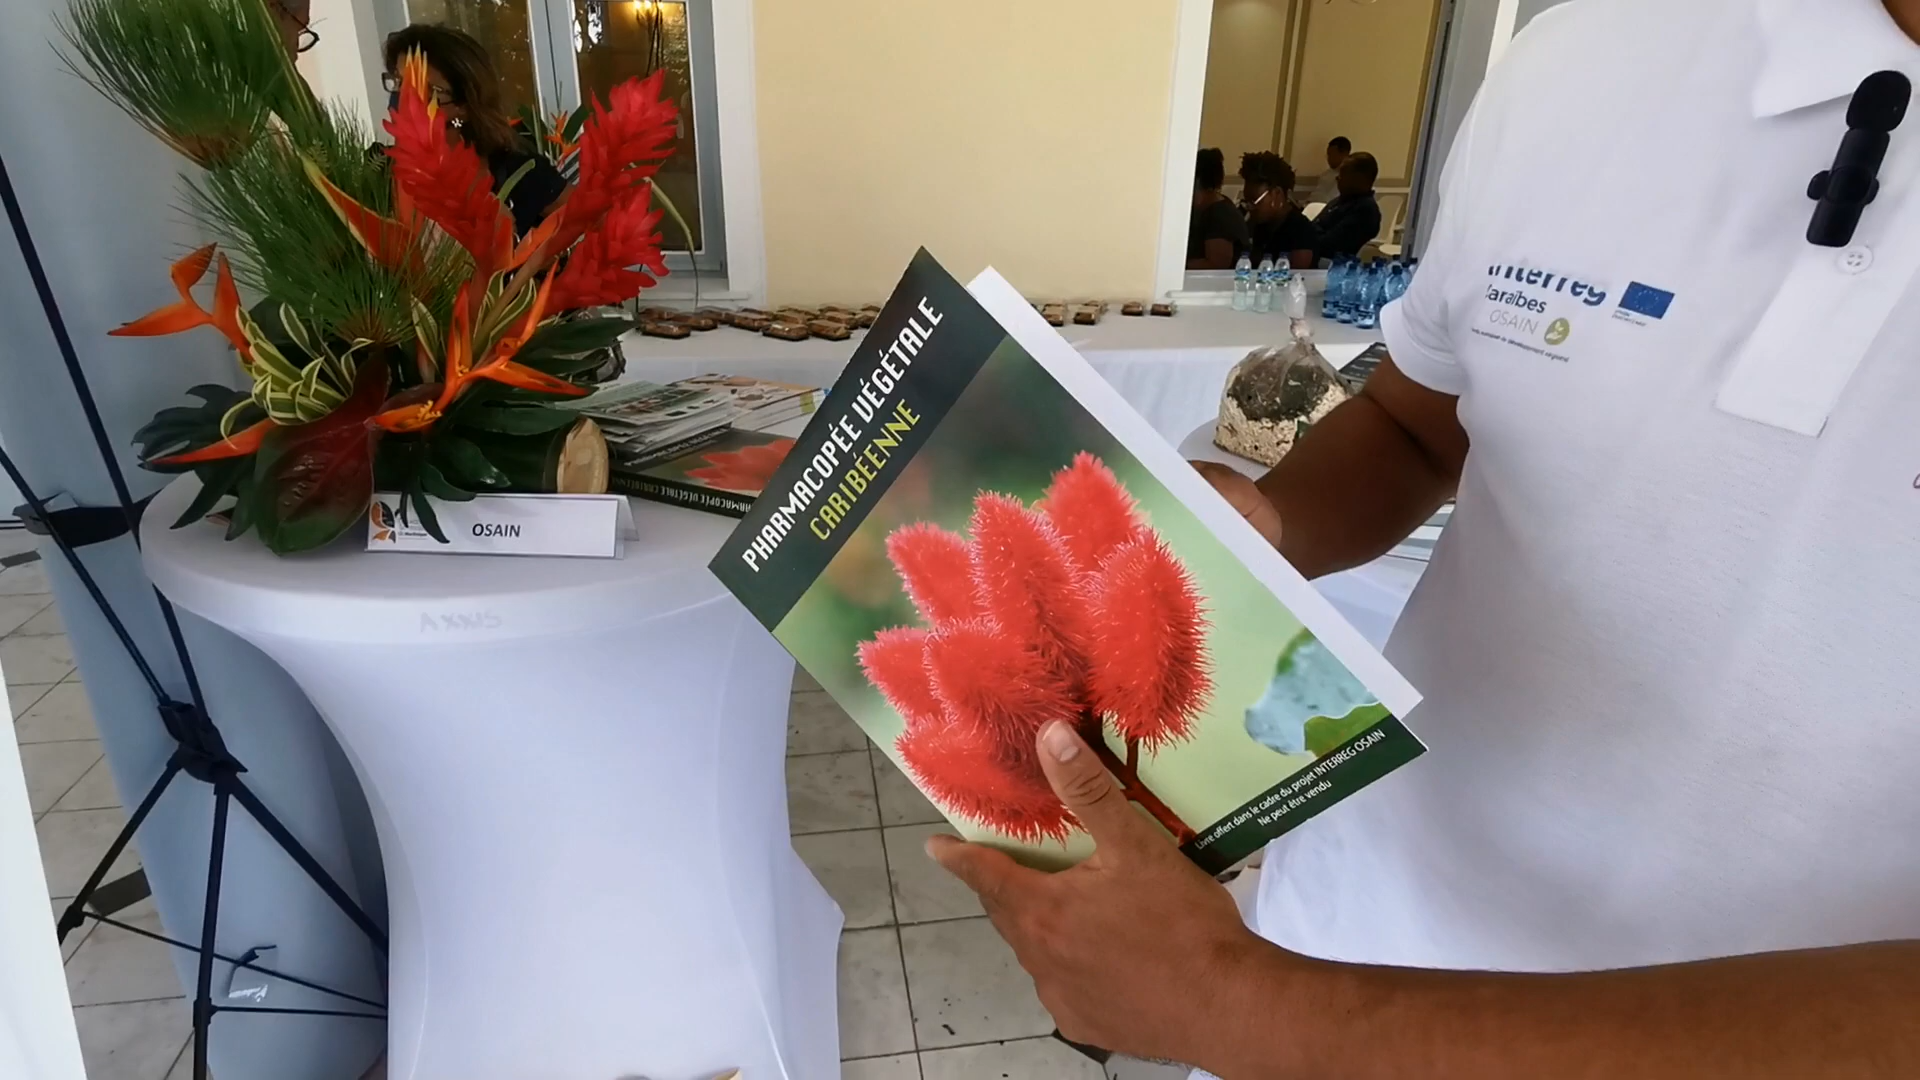 PHARMACOPÉE VÉGÉTALE
CARIBÉENNE
Livre offert dans le cadre du projet INTERREG OSAIN
Ne peut être vendu
OSAIN
AXXIS
PHARMACOPÉE VÉGÉTALE CARIBÉENNE
Interreg
Caraïbes
OSAIN